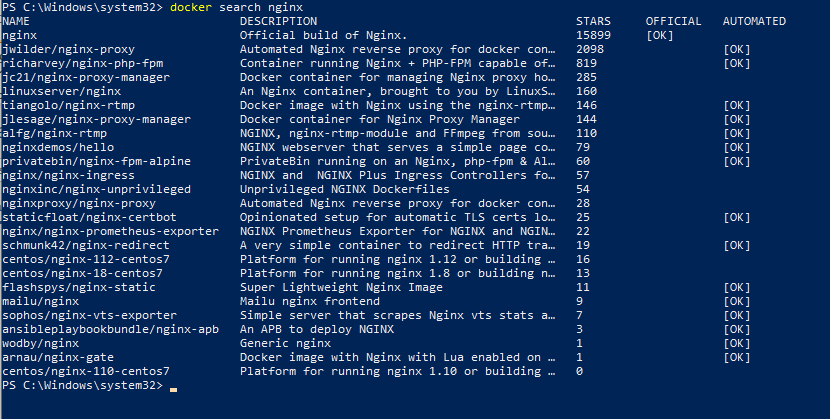 PS C:\Windows\system32> docker search nginx
NAME DESCRIPTION STARS OFFICIAL AUTOMATED
nginx Official build of Nginx. 15899 [OK]
jwilder/nginx-proxy Automated Nginx reverse proxy for docker con… 2098 [OK]
richarvey/nginx-php-fpm Container running Nginx + PHP-FPM capable of… 819 [OK]
jc21/nginx-proxy-manager Docker container for managing Nginx proxy ho… 285
linuxserver/nginx An Nginx container, brought to you by LinuxS… 160
tiangolo/nginx-rtmp Docker image with Nginx using the nginx-rtmp… 146 [OK]
jlesage/nginx-proxy-manager Docker container for Nginx Proxy Manager 144 [OK]
alfg/nginx-rtmp NGINX, nginx-rtmp-module and FFmpeg from sou… 110 [OK]
nginxdemos/hello NGINX webserver that serves a simple page co… 79 [OK]
privatebin/nginx-fpm-alpine PrivateBin running on an Nginx, php-fpm & Al… 60 [OK]
nginx/nginx-ingress NGINX and  NGINX Plus Ingress Controllers fo… 57
nginxinc/nginx-unprivileged Unprivileged NGINX Dockerfiles 54
nginxproxy/nginx-proxy Automated Nginx reverse proxy for docker con… 28
staticfloat/nginx-certbot Opinionated setup for automatic TLS certs lo… 25 [OK]
nginx/nginx-prometheus-exporter NGINX Prometheus Exporter for NGINX and NGIN… 22
schmunk42/nginx-redirect A very simple container to redirect HTTP tra… 19 [OK]
centos/nginx-112-centos7 Platform for running nginx 1.12 or building … 16
centos/nginx-18-centos7 Platform for running nginx 1.8 or building n… 13
flashspys/nginx-static Super Lightweight Nginx Image 11 [OK]
mailu/nginx Mailu nginx frontend 9 [OK]
sophos/nginx-vts-exporter Simple server that scrapes Nginx vts stats a… 7 [OK]
ansibleplaybookbundle/nginx-apb An APB to deploy NGINX 3 [OK]
wodby/nginx Generic nginx 1 [OK]
arnau/nginx-gate Docker image with Nginx with Lua enabled on … 1 [OK]
centos/nginx-110-centos7 Platform for running nginx 1.10 or building … 0
PS C:\Windows\system32>